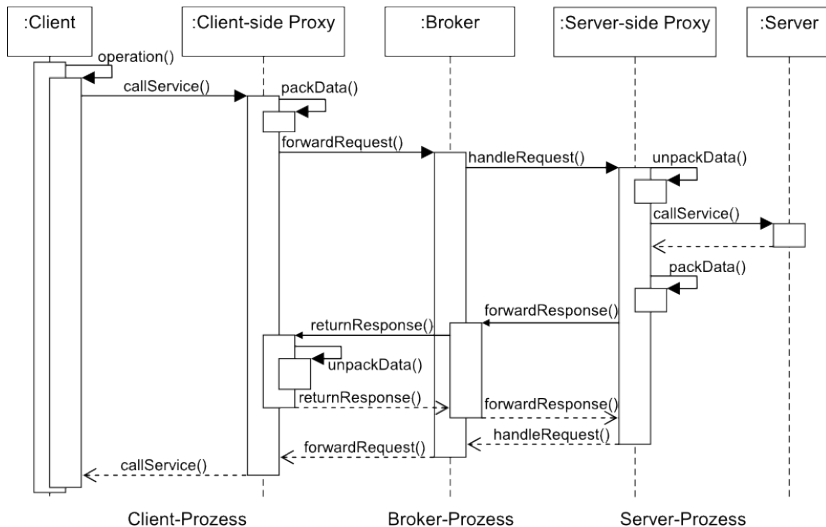 :Client
:Client-side Proxy
:Broker
:Server-side Proxy
:Server
operation()
callService()
packData()
forwardRequest()
handleRequest()
unpackData()
callService()
packData()
forwardResponse()
returnResponse()
unpackData()
returnResponse()
forwardResponse()
handleRequest()
forwardRequest()
callService()
Client-Prozess
Broker-Prozess
Server-Prozess